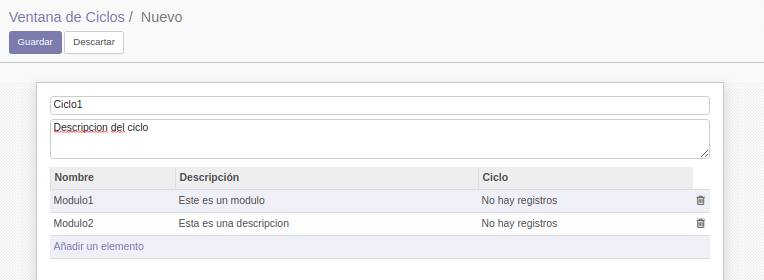 Ventana de Ciclos / Nuevo
Guardar Descartar
Ciclo1
Descripcion del ciclo
Nombre Descripción Ciclo
Modulo1 Este es un modulo No hay registros
Modulo2 Esta es una descripcion No hay registros
Añadir un elemento